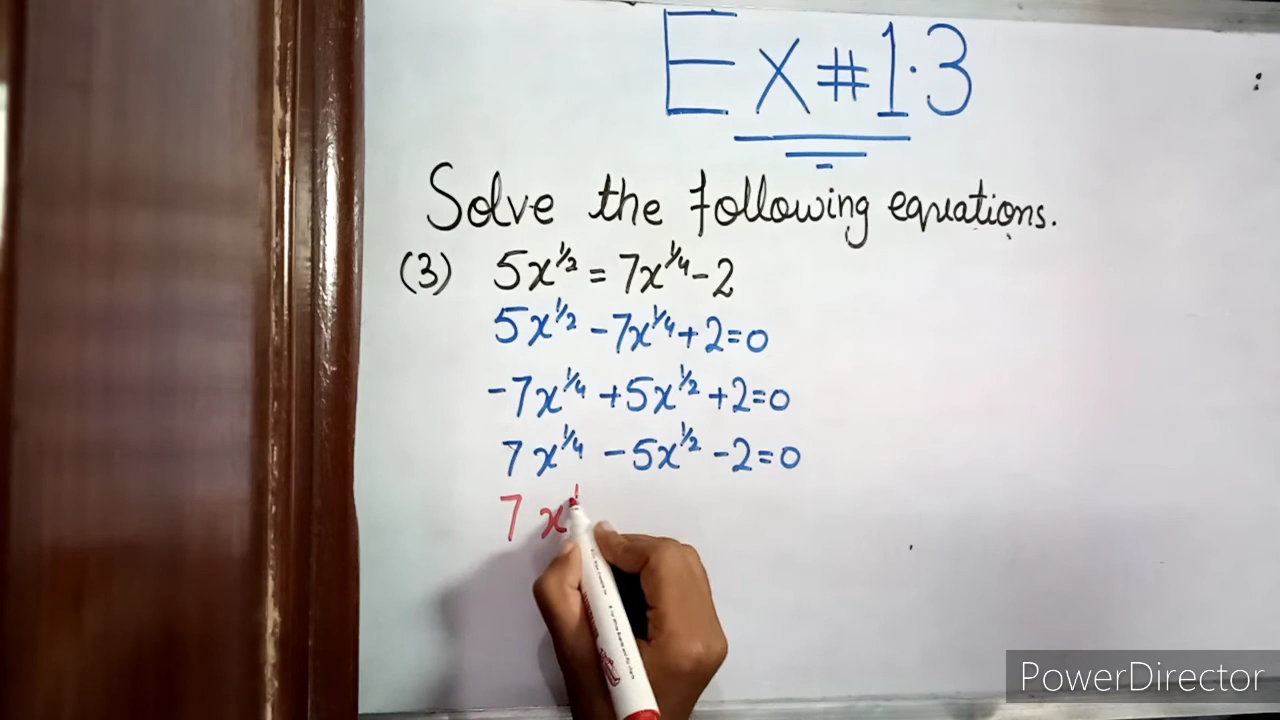 Ex#1.3
Solve the following equations.
(3) 5x^1/2 = 7x^1/4 - 2
5x^1/2 - 7x^1/4 + 2 = 0
-7x^1/4 + 5x^1/2 + 2 = 0
7x^1/4 - 5x^1/2 - 2 = 0
7x
PowerDirector